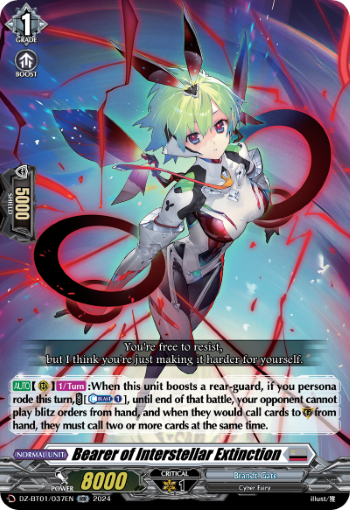 1
GRADE
BOOST
5000
SHIELD
You're free to resist,
but I think you're just making it harder for yourself.
AUTO 【 R 】 1/Turn :When this unit boosts a rear-guard, if you persona
rode this turn, [ C BLAST 1 ], until end of that battle, your opponent cannot
play blitz orders from hand, and when they would call cards to G from
hand, they must call two or more cards at the same time.
NORMAL UNIT
Bearer of Interstellar Extinction
POWER 8000
CRITICAL
1
Brandt Gate
Cyber Fairy
D-DZ-BT01/037EN RR 2024